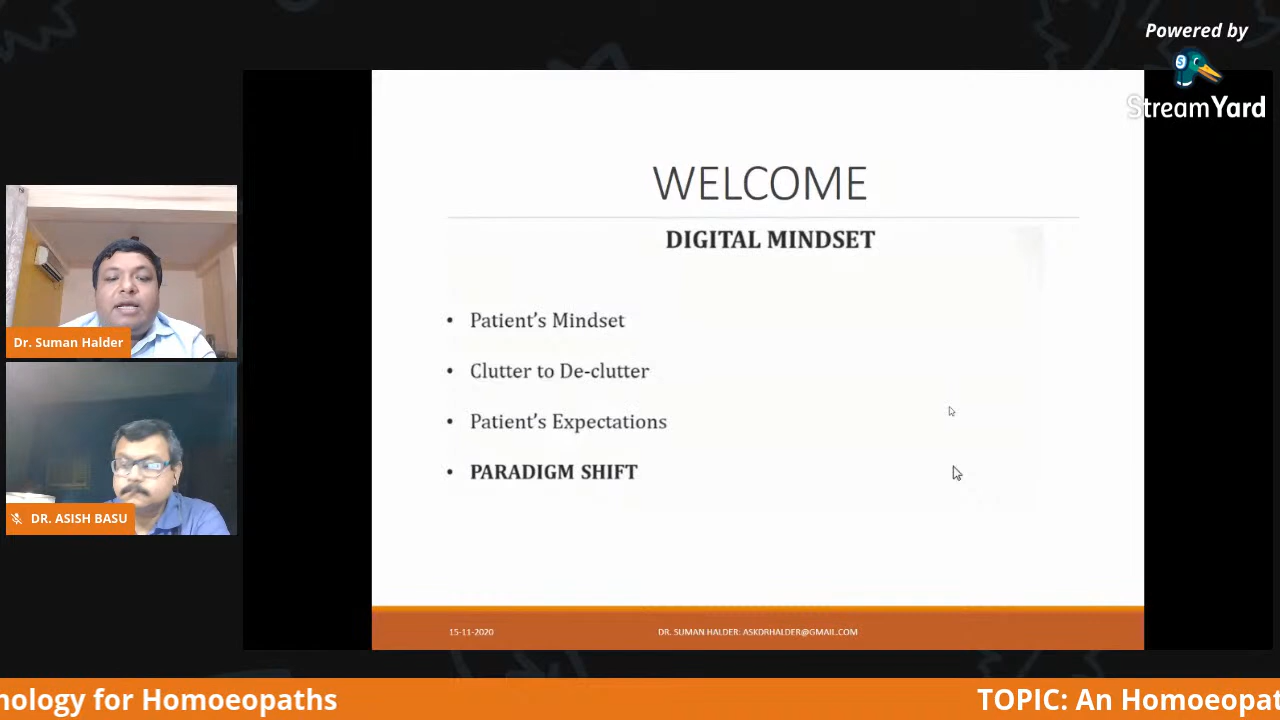 Powered by
StreamYard
WELCOME
DIGITAL MINDSET
• Patient's Mindset
• Clutter to De-clutter
• Patient's Expectations
• PARADIGM SHIFT
15-11-2020 DR. SUMAN HALDER: ASKDRHALDER@GMAIL.COM
Dr. Suman Halder
DR. ASISH BASU
nology for Homoeopaths TOPIC: An Homoeopat